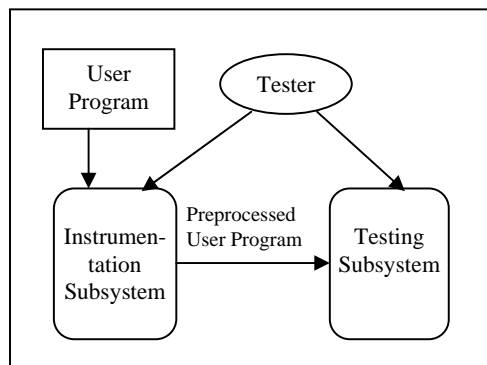 User
Program
Tester
Preprocessed
User Program
Instrumen-
tation
Subsystem
Testing
Subsystem